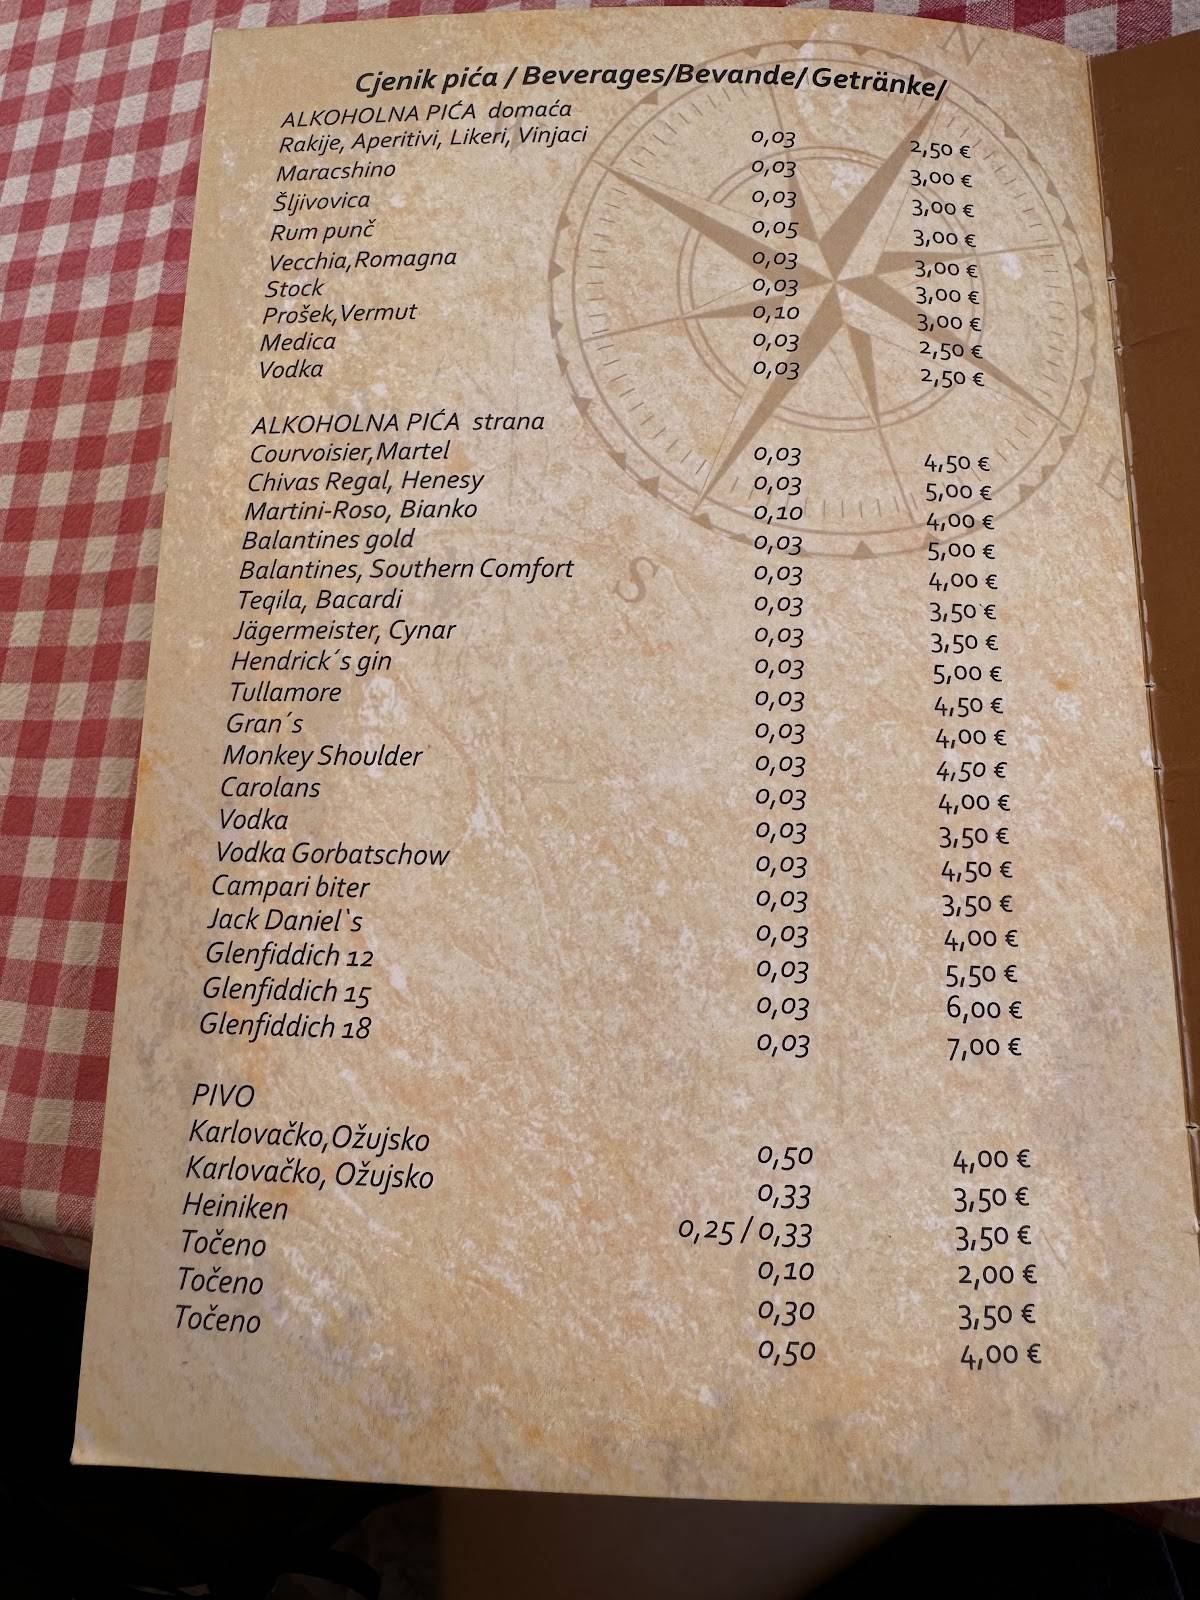 N
Cjenik pića / Beverages/Bevande/ Getränke/
ALKOHOLNA PIĆA domaća
Rakije, Aperitivi, Likeri, Vinjaci 0,03 2,50 €
Maracshino 0,03 3,00 €
Šljivovica 0,03 3,00 €
Rum punč 0,05 3,00 €
Vecchia,Romagna 0,03 3,00 €
Stock 0,03 3,00 €
Prošek,Vermut 0,10 3,00 €
Medica 0,03 2,50 €
Vodka 0,03 2,50 €
ALKOHOLNA PIĆA strana
Courvoisier,Martel 0,03 4,50 €
Chivas Regal, Henesy 0,03 5,00 €
Martini-Roso, Bianko 0,10 4,00 €
Balantines gold 0,03 5,00 €
Balantines, Southern Comfort 0,03 4,00 €
Teqila, Bacardi 0,03 3,50 €
Jägermeister, Cynar 0,03 3,50 €
Hendrick´s gin 0,03 5,00 €
Tullamore 0,03 4,50 €
Gran´s 0,03 4,00 €
Monkey Shoulder 0,03 4,50 €
Carolans 0,03 4,00 €
Vodka 0,03 3,50 €
Vodka Gorbatschow 0,03 4,50 €
Campari biter 0,03 3,50 €
Jack Daniel`s 0,03 4,00 €
Glenfiddich 12 0,03 5,50 €
Glenfiddich 15 0,03 6,00 €
Glenfiddich 18 0,03 7,00 €
PIVO
Karlovačko,Ožujsko 0,50 4,00 €
Karlovačko, Ožujsko 0,33 3,50 €
Heiniken 0,25 / 0,33 3,50 €
Točeno 0,10 2,00 €
Točeno 0,30 3,50 €
Točeno 0,50 4,00 €
S